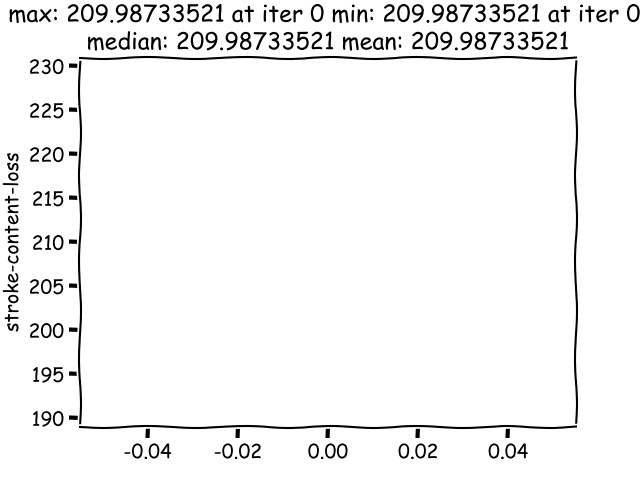 max: 209.98733521 at iter 0 min: 209.98733521 at iter 0
median: 209.98733521 mean: 209.98733521
230
225
220
215
210
205
200
195
190
stroke-content-loss
-0.04 -0.02 0.00 0.02 0.04